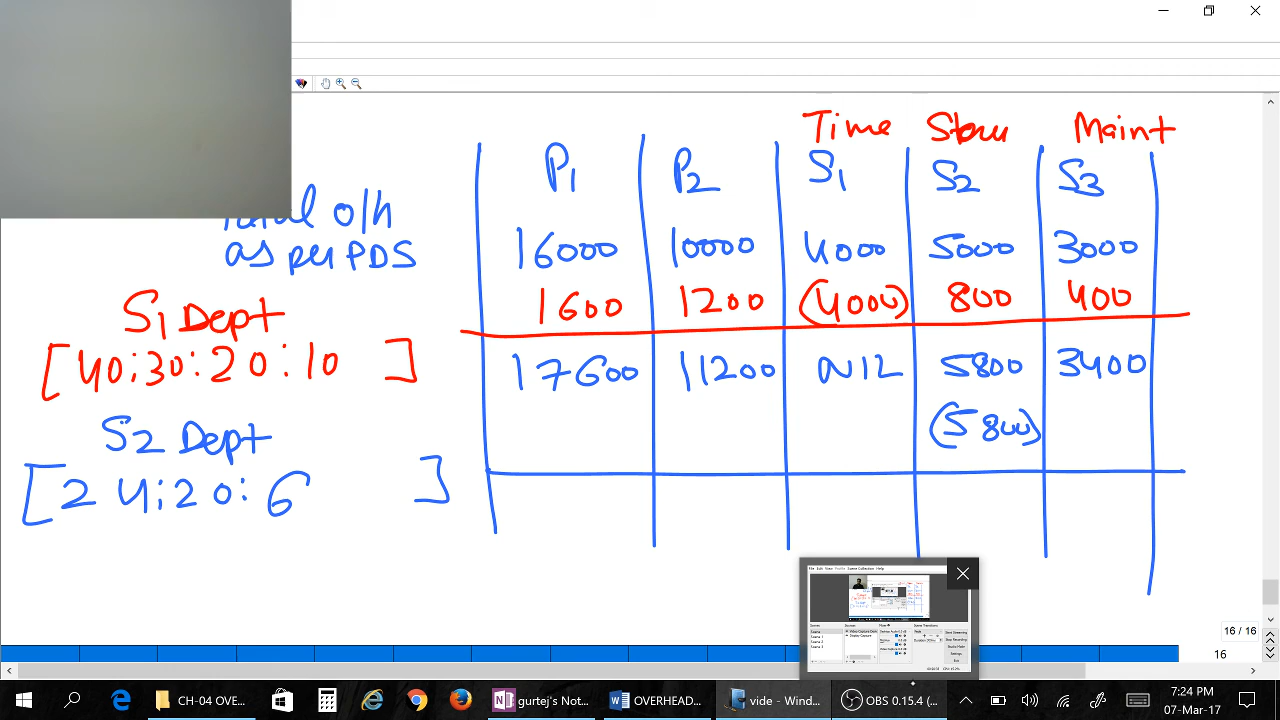 Time Store Maint
P1 P2 S1 S2 S3
Total o/h
as per PDS
16000 10000 4000 5000 3000
1600 1200 (4000) 800 400
S1 Dept
[40:30:20:10 ]
17600 11200 NIL 5800 3400
(5800)
S2 Dept
[24:20:6 ]
16 / 16
16
CH-04 OVE...
gurtej's Not...
OVERHEAD...
vide - Wind...
OBS 0.15.4 (...
7:24 PM
07-Mar-17